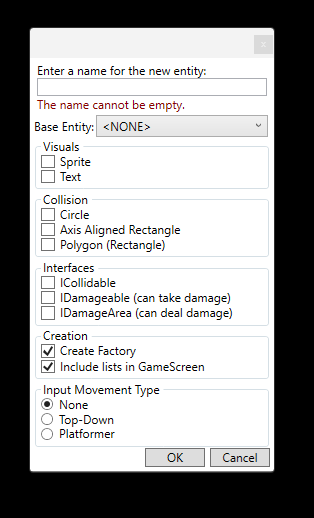 Enter a name for the new entity:
The name cannot be empty.
Base Entity: <NONE>
Visuals
Sprite
Text
Collision
Circle
Axis Aligned Rectangle
Polygon (Rectangle)
Interfaces
ICollidable
IDamageable (can take damage)
IDamageArea (can deal damage)
Creation
Create Factory
Include lists in GameScreen
Input Movement Type
None
Top-Down
Platformer
OK Cancel